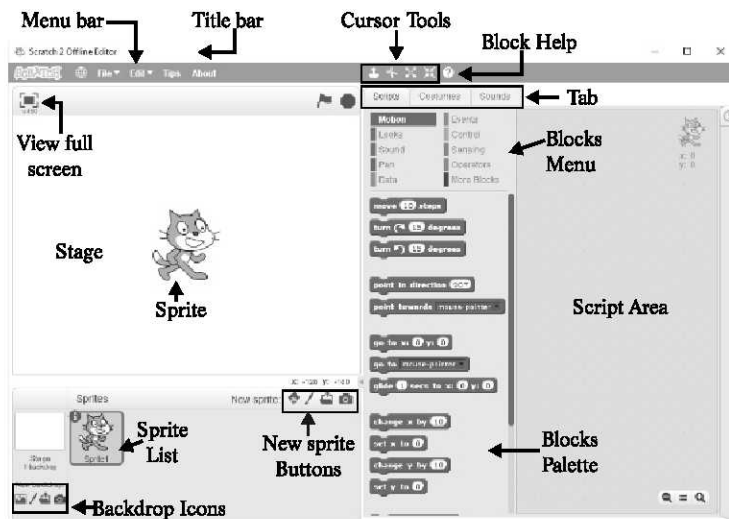 Menu bar
Title bar
Cursor Tools
Block Help
Scratch 2 Offline Editor
SCRATCH File Edit Tips About
Scripts Costumes Sounds
Tab
View full
screen
Motion Events
Looks Control
Sound Sensing
Pen Operators
Data More Blocks
Blocks
Menu
x: 0
y: 0
move 10 steps
turn 15 degrees
turn 15 degrees
Stage
Sprite
point in direction 90
point towards mouse-pointer
Script Area
go to x: 0 y: 0
go to mouse-pointer
glide 1 secs to x: 0 y: 0
Sprites
New sprite:
Sprite
List
Sprite1
New sprite
Buttons
Stage
change x by 10
set x to 0
change y by 10
set y to 0
Blocks
Palette
Backdrop Icons